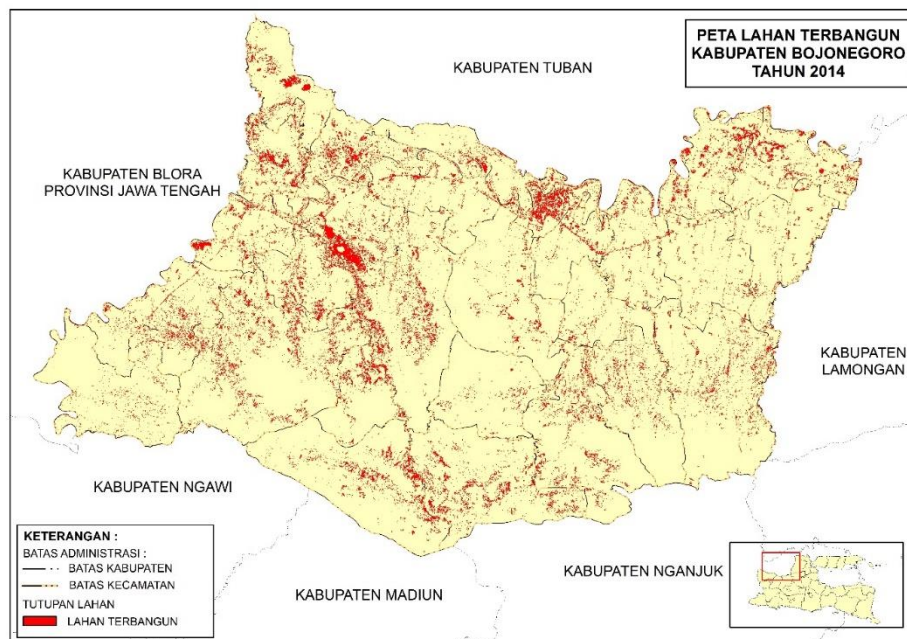 PETA LAHAN TERBANGUN
KABUPATEN BOJONEGORO
TAHUN 2014
KABUPATEN TUBAN
KABUPATEN BLORA
PROVINSI JAWA TENGAH
KABUPATEN
LAMONGAN
KABUPATEN NGAWI
KABUPATEN NGANJUK
KABUPATEN MADIUN
KETERANGAN :
BATAS ADMINISTRASI :
BATAS KABUPATEN
BATAS KECAMATAN
TUTUPAN LAHAN
LAHAN TERBANGUN